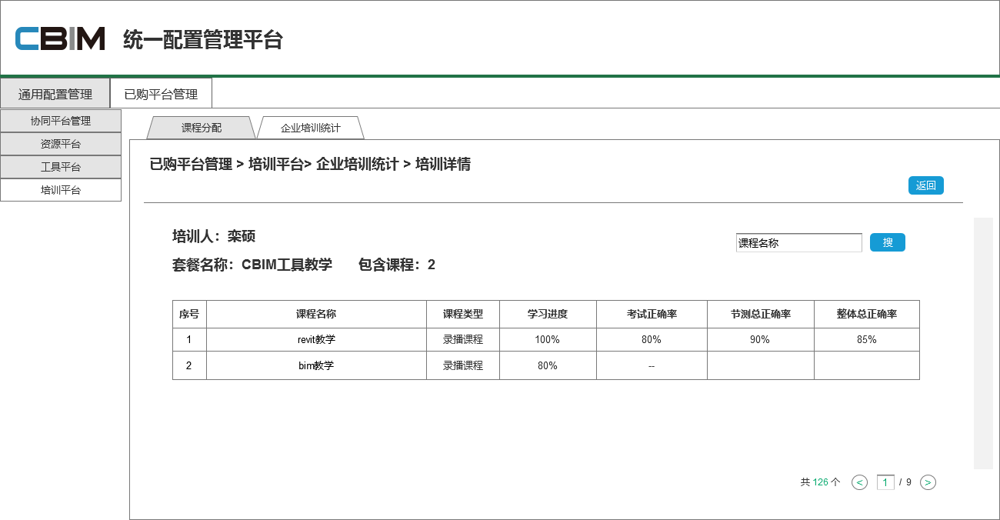 CBIM 统一配置管理平台
通用配置管理 已购平台管理
协同平台管理
资源平台
工具平台
培训平台
课程分配 企业培训统计
已购平台管理 > 培训平台> 企业培训统计 > 培训详情
返回
培训人：栾硕
课程名称 搜
套餐名称：CBIM工具教学 包含课程：2
序号 课程名称 课程类型 学习进度 考试正确率 节测总正确率 整体总正确率
1 revit教学 录播课程 100% 80% 90% 85%
2 bim教学 录播课程 80% --
共 126 个 < 1 / 9 >